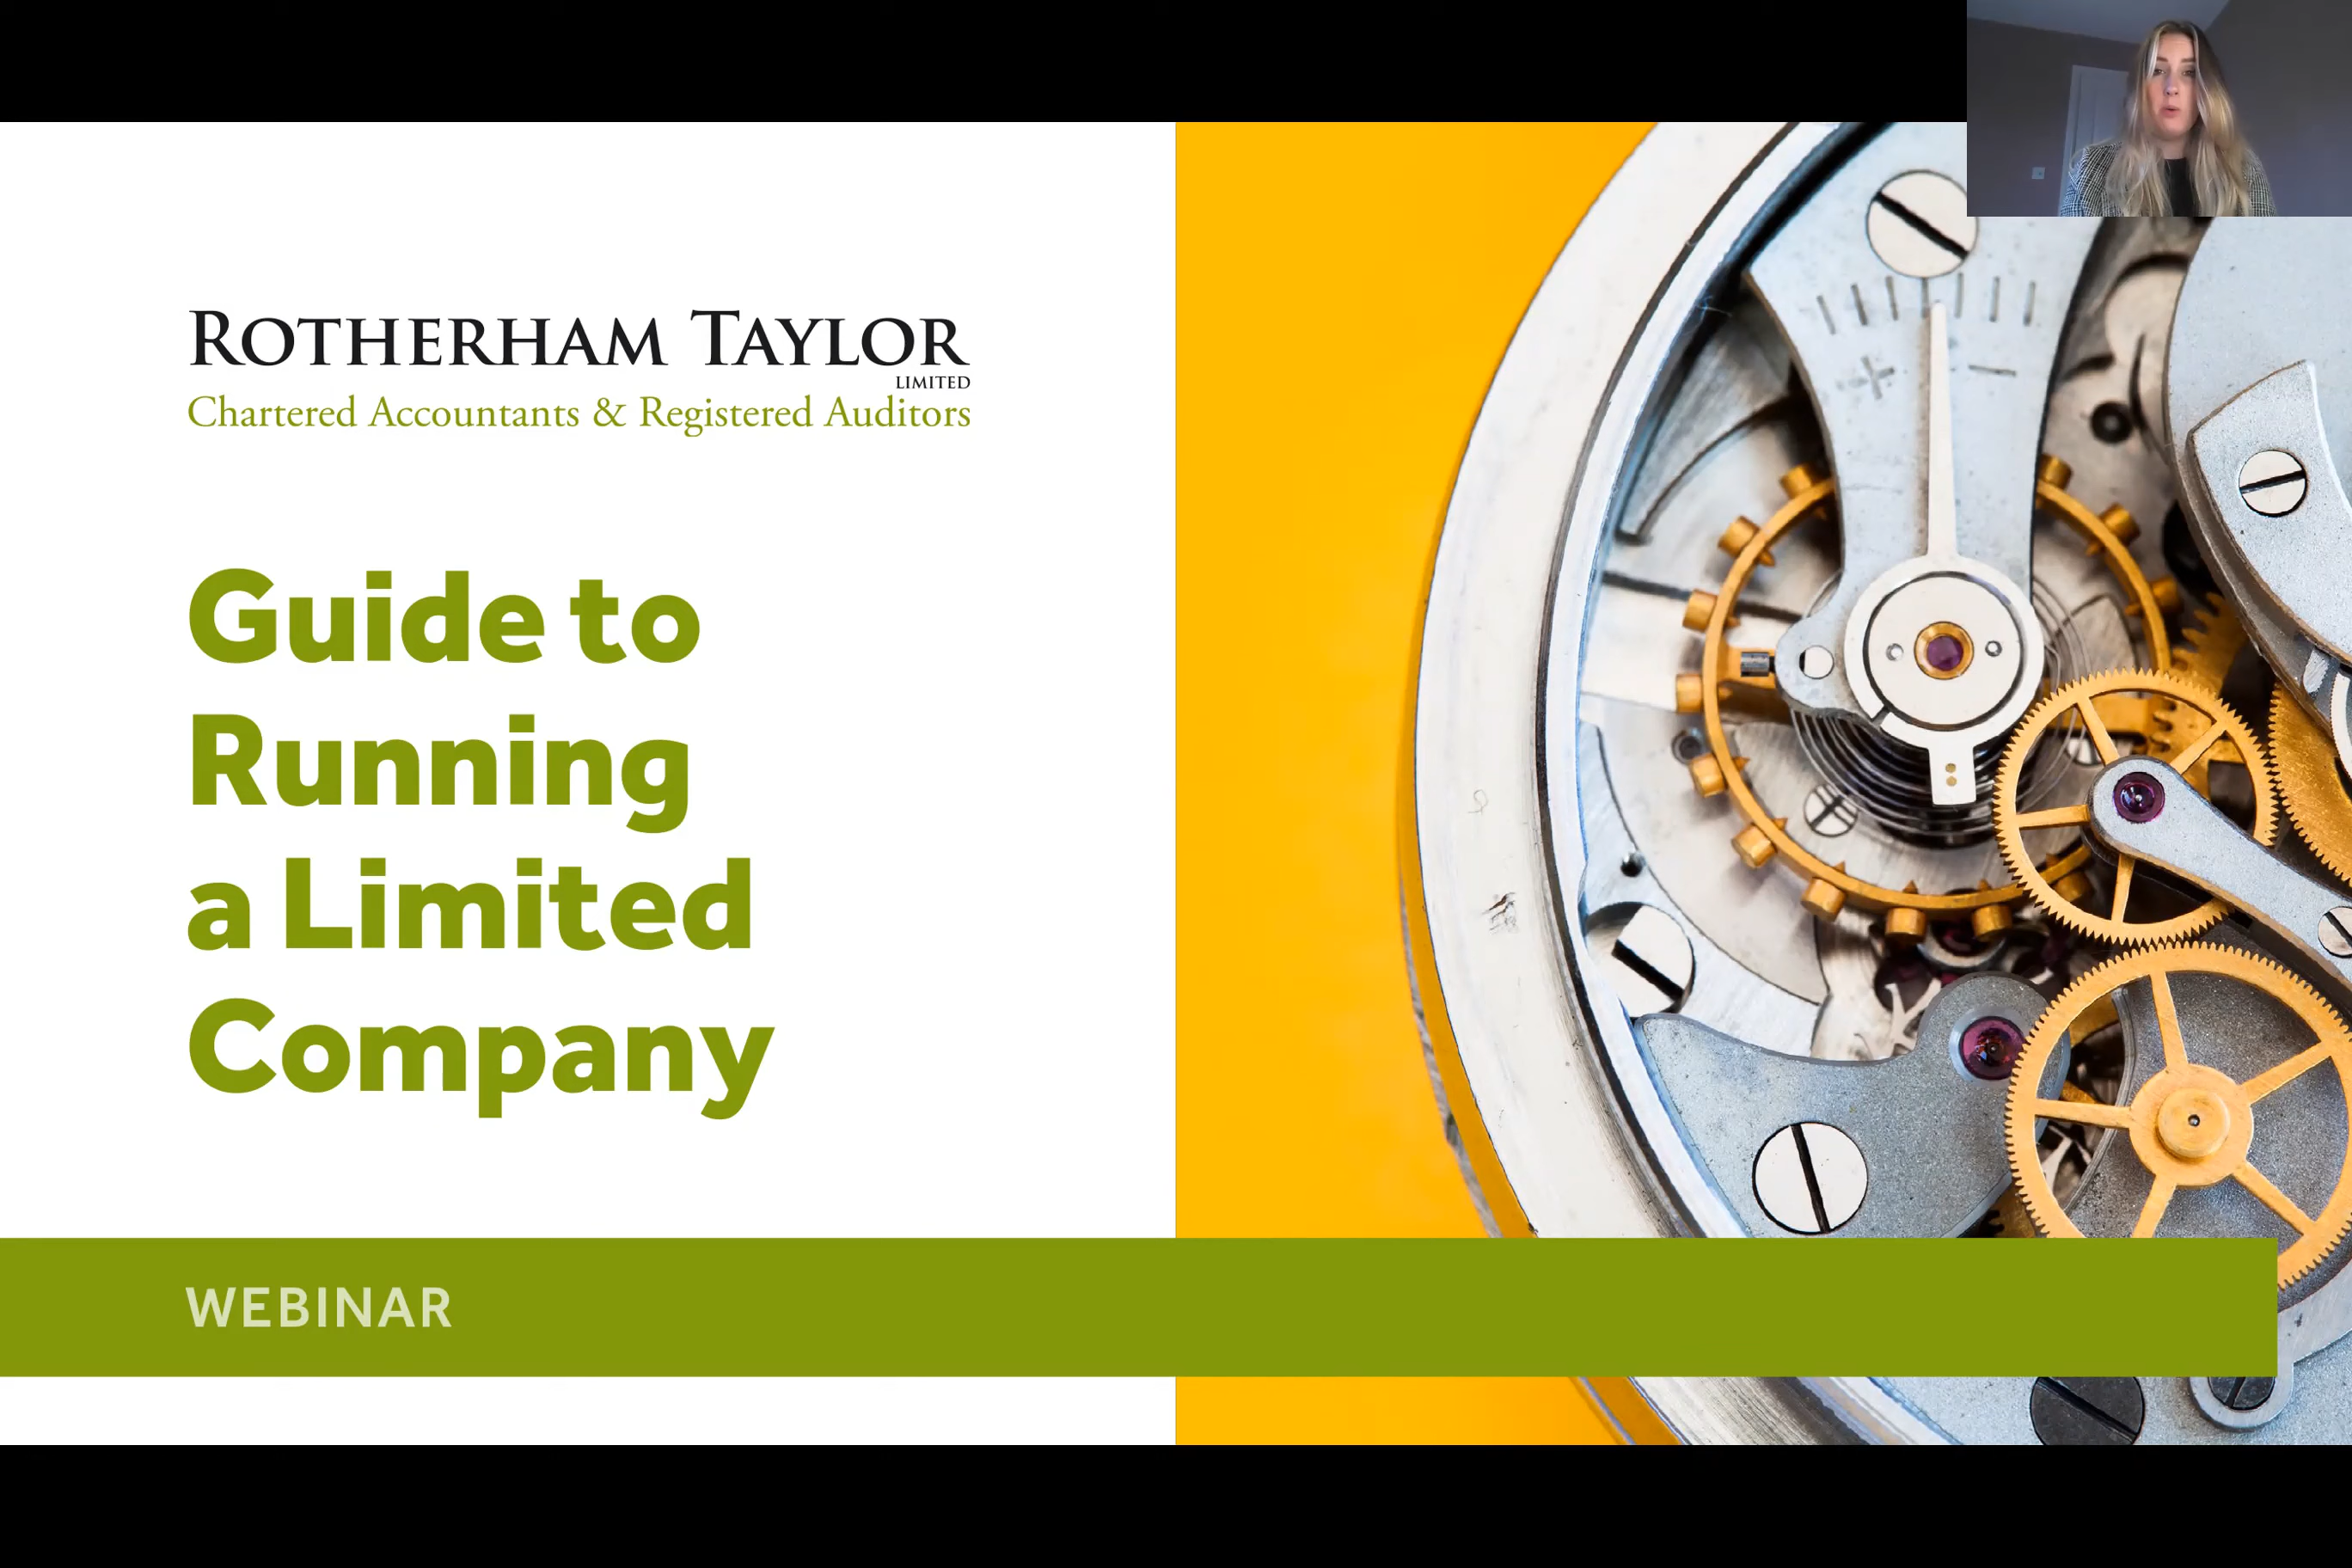 ROTHERHAM TAYLOR
LIMITED
Chartered Accountants & Registered Auditors
Guide to
Running
a Limited
Company
WEBINAR